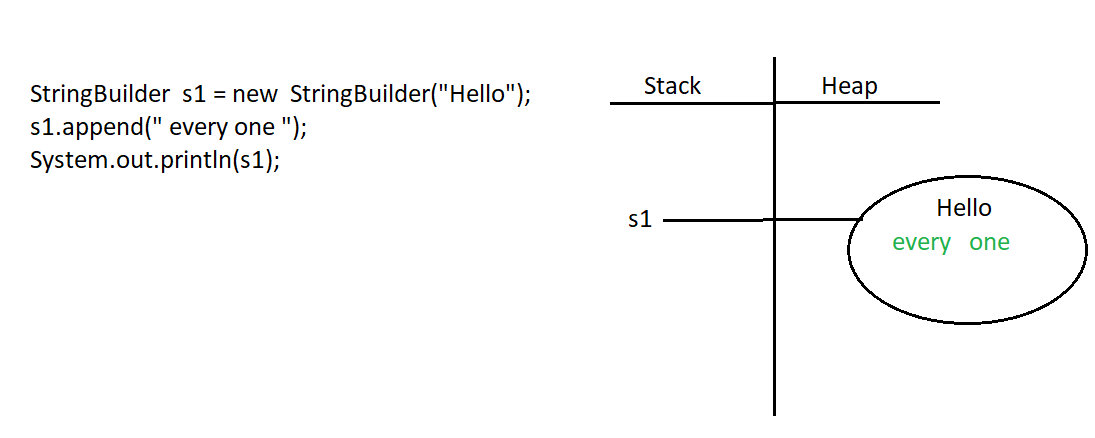 StringBuilder  s1 = new  StringBuilder("Hello");
s1.append(" every one ");
System.out.println(s1);
Stack
Heap
s1
Hello
every   one